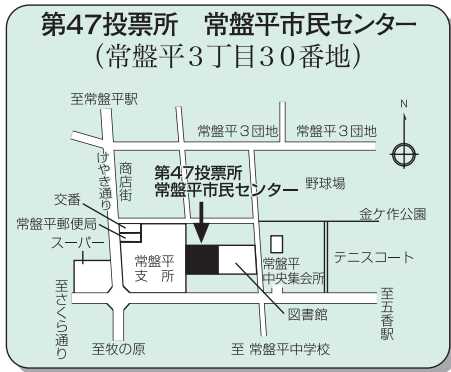 第47投票所 常盤平市民センター
(常盤平3丁目30番地)
至常盤平駅
N
常盤平3団地
常盤平3団地
けやき通り
商店街
第47投票所
常盤平市民センター
野球場
交番
金ケ作公園
常盤平郵便局
スーパー
常盤平
支 所
常盤平
中央集会所
テニスコート
至さくら通り
図書館
至五香駅
至牧の原
至 常盤平中学校